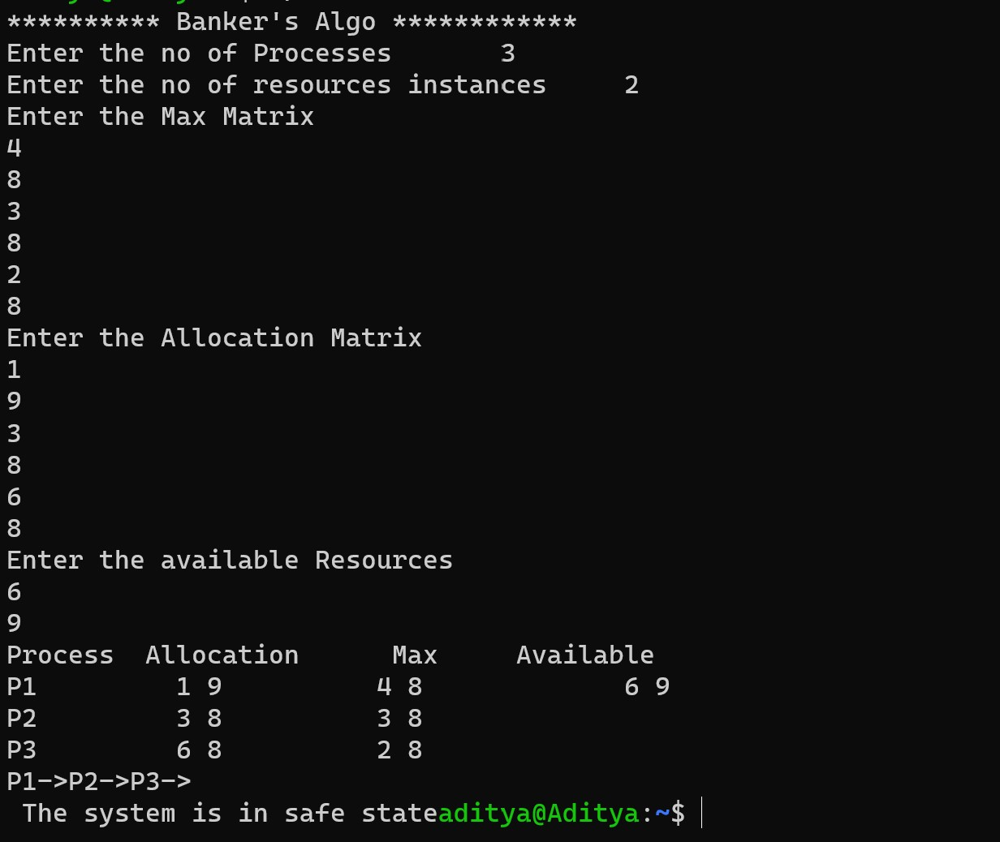 ********** Banker's Algo ************
Enter the no of Processes       3
Enter the no of resources instances     2
Enter the Max Matrix
4
8
3
8
2
8
Enter the Allocation Matrix
1
9
3
8
6
8
Enter the available Resources
6
9
Process  Allocation      Max     Available
P1         1 9          4 8             6 9
P2         3 8          3 8
P3         6 8          2 8
P1->P2->P3->
 The system is in safe stateaditya@Aditya:~$